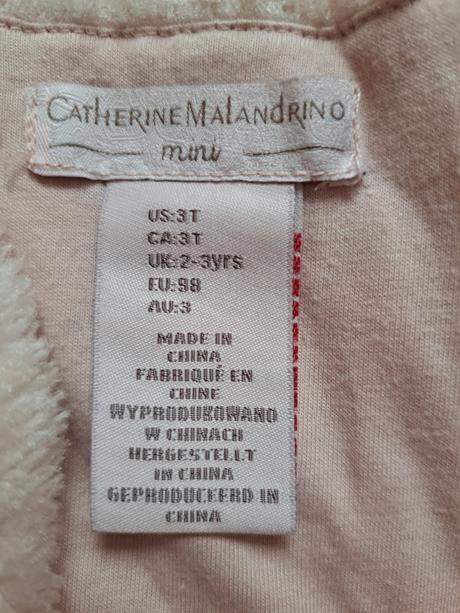 CATHERINE MALANDRINO
mini
US:3T
CA:3T
UK:2-3yrs
EU:98
AU:3
MADE IN
CHINA
FABRIQUÉ EN
CHINE
WYPRODUKOWANO
W CHINACH
HERGESTELLT
IN CHINA
GEPRODUCEERD IN
CHINA